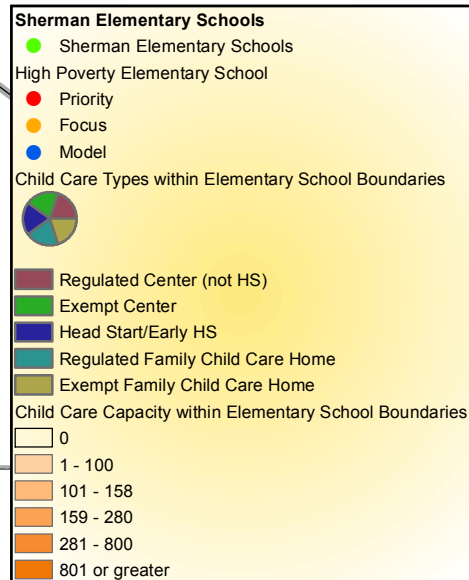 Sherman Elementary Schools
Sherman Elementary Schools
High Poverty Elementary School
Priority
Focus
Model
Child Care Types within Elementary School Boundaries
Regulated Center (not HS)
Exempt Center
Head Start/Early HS
Regulated Family Child Care Home
Exempt Family Child Care Home
Child Care Capacity within Elementary School Boundaries
0
1 - 100
101 - 158
159 - 280
281 - 800
801 or greater